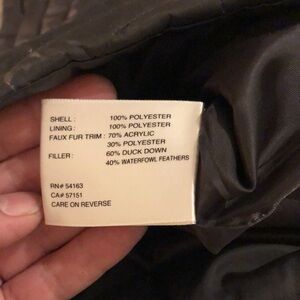 SHELL : 100% POLYESTER
LINING : 100% POLYESTER
FAUX FUR TRIM : 70% ACRYLIC
30% POLYESTER
FILLER : 60% DUCK DOWN
40% WATERFOWL FEATHERS
RN# 54163
CA# 57151
CARE ON REVERSE